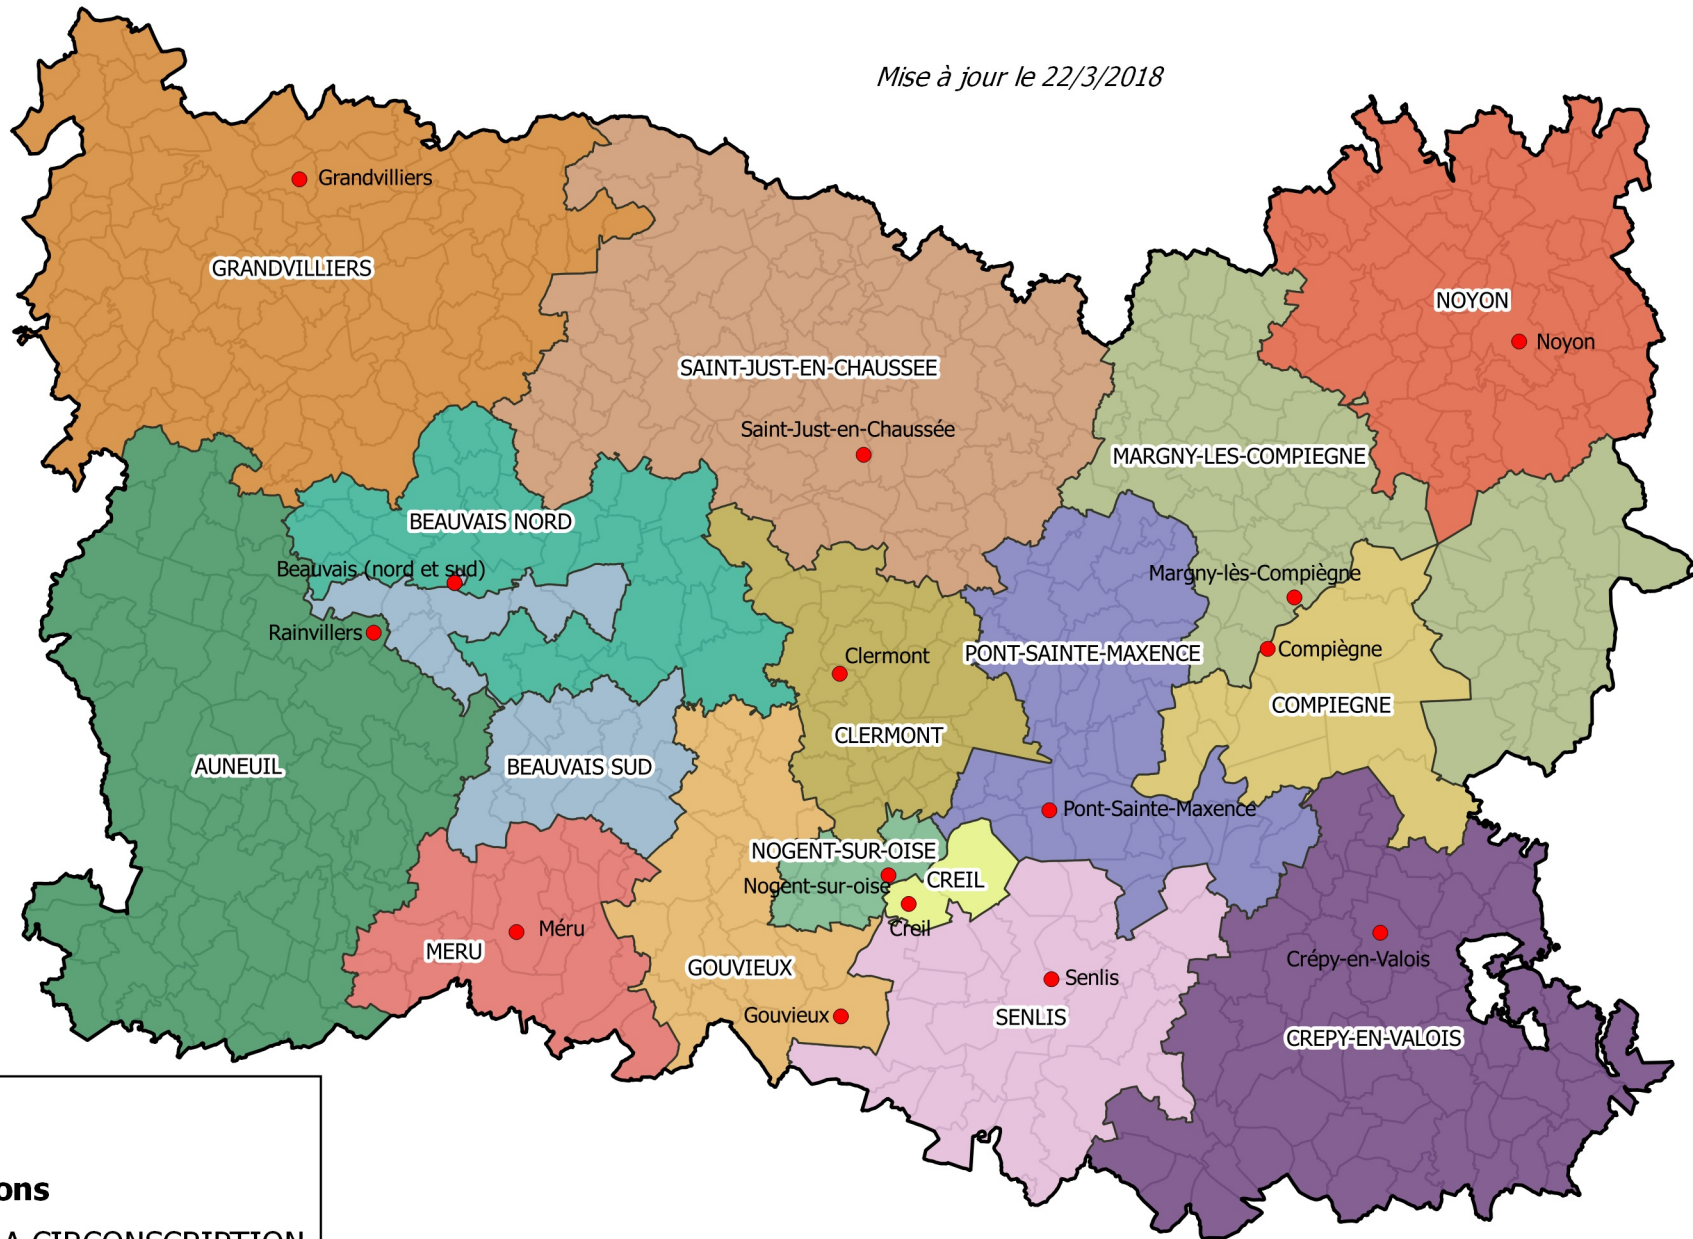 Mise à jour le 22/3/2018
Grandvilliers
GRANDVILLIERS
NOYON
Noyon
SAINT-JUST-EN-CHAUSSEE
Saint-Just-en-Chaussée
MARGNY-LES-COMPIEGNE
BEAUVAIS NORD
Beauvais (nord et sud)
Margny-lès-Compiègne
Rainvillers
Clermont
PONT-SAINTE-MAXENCE
Compiègne
COMPIEGNE
CLERMONT
AUNEUIL
BEAUVAIS SUD
Pont-Sainte-Maxence
NOGENT-SUR-OISE
CREIL
Nogent-sur-oise
Creil
Méru
MERU
Crépy-en-Valois
GOUVIEUX
Senlis
Gouvieux
SENLIS
CREPY-EN-VALOIS
ons
A CIRCONSCRIPTION